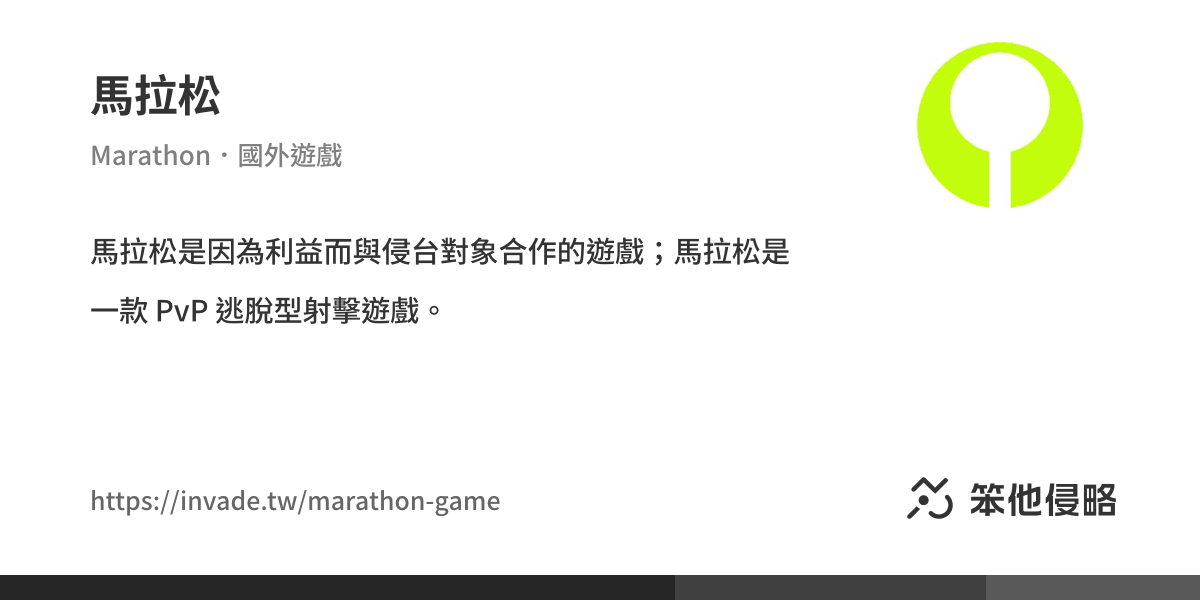 馬拉松
Marathon・國外遊戲
馬拉松是因為利益而與侵台對象合作的遊戲；馬拉松是
一款 PvP 逃脫型射擊遊戲。
https://invade.tw/marathon-game
笨他侵略